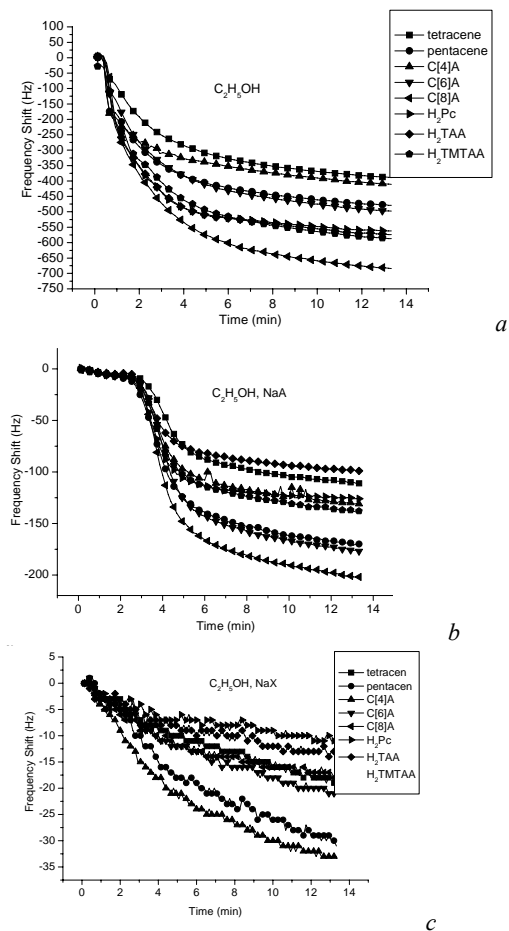 100
50
0
-50
-100
-150
-200
-250
-300
-350
-400
-450
-500
-550
-600
-650
-700
-750
Frequency Shift (Hz)
C2H5OH
tetracene
pentacene
C[4]A
C[6]A
C[8]A
H2Pc
H2TAA
H2TMTAA
0 2 4 6 8 10 12 14
Time (min)
a
0
-50
-100
-150
-200
Frequency Shift (Hz)
C2H5OH, NaA
0 2 4 6 8 10 12 14
Time (min)
b
5
0
-5
-10
-15
-20
-25
-30
-35
Frequency Shift (Hz)
C2H5OH, NaX
tetracen
pentacen
C[4]A
C[6]A
C[8]A
H2Pc
H2TAA
H2TMTAA
0 2 4 6 8 10 12 14
Time (min)
c